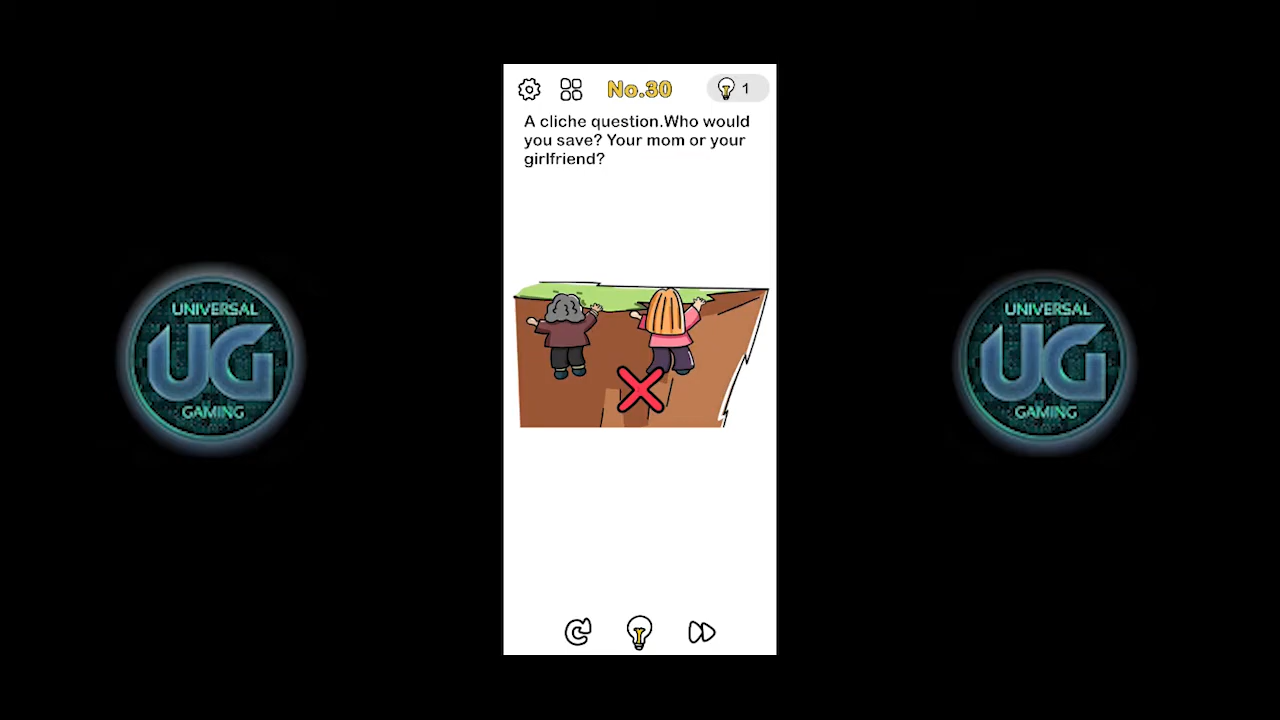 No.30
1
A cliche question.Who would
you save? Your mom or your
girlfriend?
UNIVERSAL
UG
GAMING
UNIVERSAL
UG
GAMING